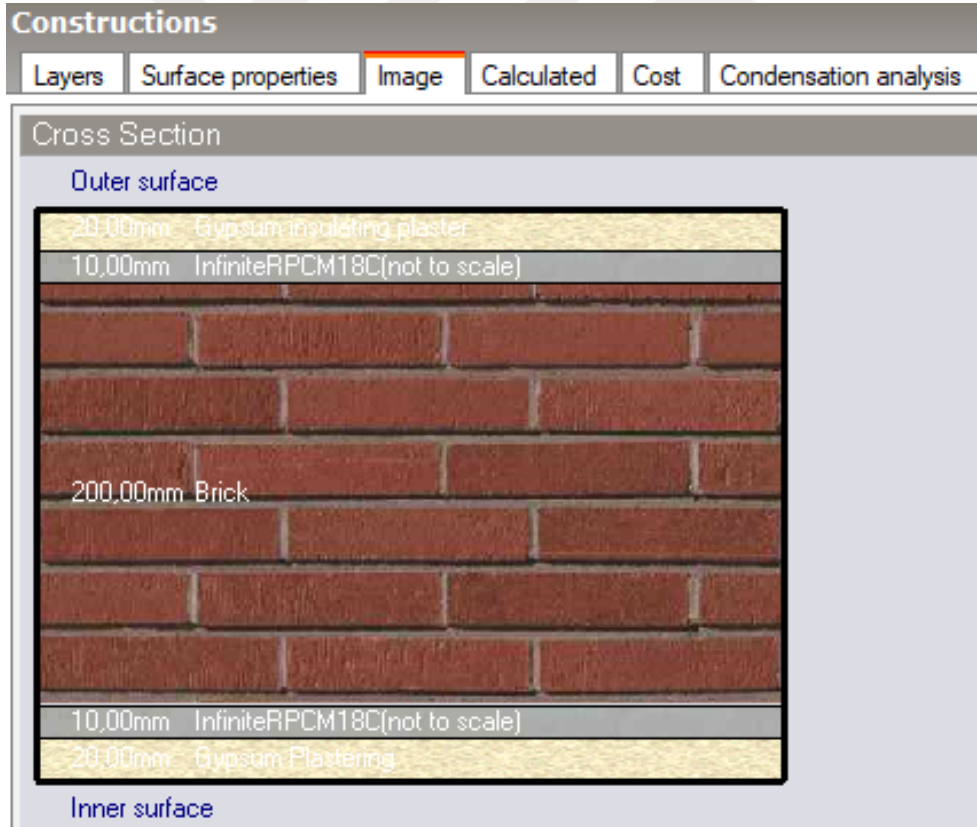 Constructions
Layers Surface properties Image Calculated Cost Condensation analysis
Cross Section
Outer surface
20,00mm Gypsum insulating plaster
10,00mm InfiniteRPCM18C(not to scale)
200,00mm Brick
10,00mm InfiniteRPCM18C(not to scale)
20,00mm Gypsum Plastering
Inner surface